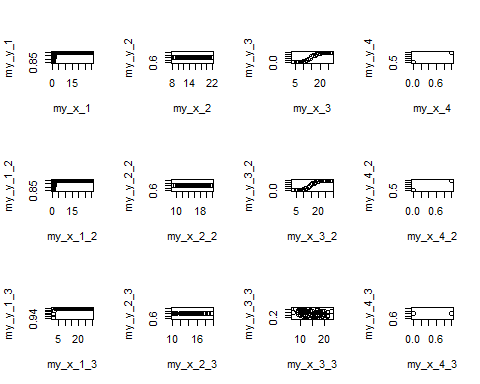 my_y_1 0.85 my_y_2 0.6 my_y_3 0.0 my_y_4 0.5
0 15 8 14 22 5 20 0.0 0.6
my_x_1 my_x_2 my_x_3 my_x_4
my_y_1_2 0.85 my_y_2_2 0.6 my_y_3_2 0.0 my_y_4_2 0.5
0 15 10 18 5 20 0.0 0.6
my_x_1_2 my_x_2_2 my_x_3_2 my_x_4_2
my_y_1_3 0.94 my_y_2_3 0.6 my_y_3_3 0.2 my_y_4_3 0.6
5 20 10 16 10 20 0.0 0.6
my_x_1_3 my_x_2_3 my_x_3_3 my_x_4_3